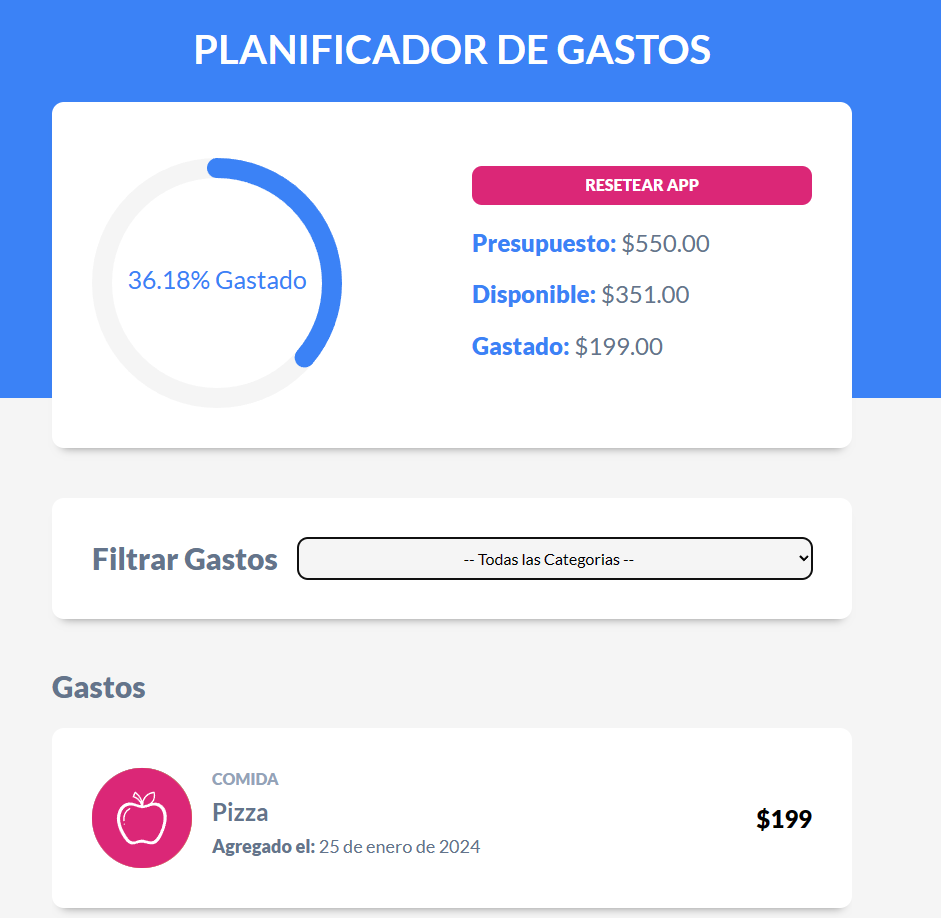 PLANIFICADOR DE GASTOS
36.18% Gastado
RESETEAR APP
Presupuesto: $550.00
Disponible: $351.00
Gastado: $199.00
Filtrar Gastos
-- Todas las Categorias --
Gastos
COMIDA
Pizza
Agregado el: 25 de enero de 2024
$199